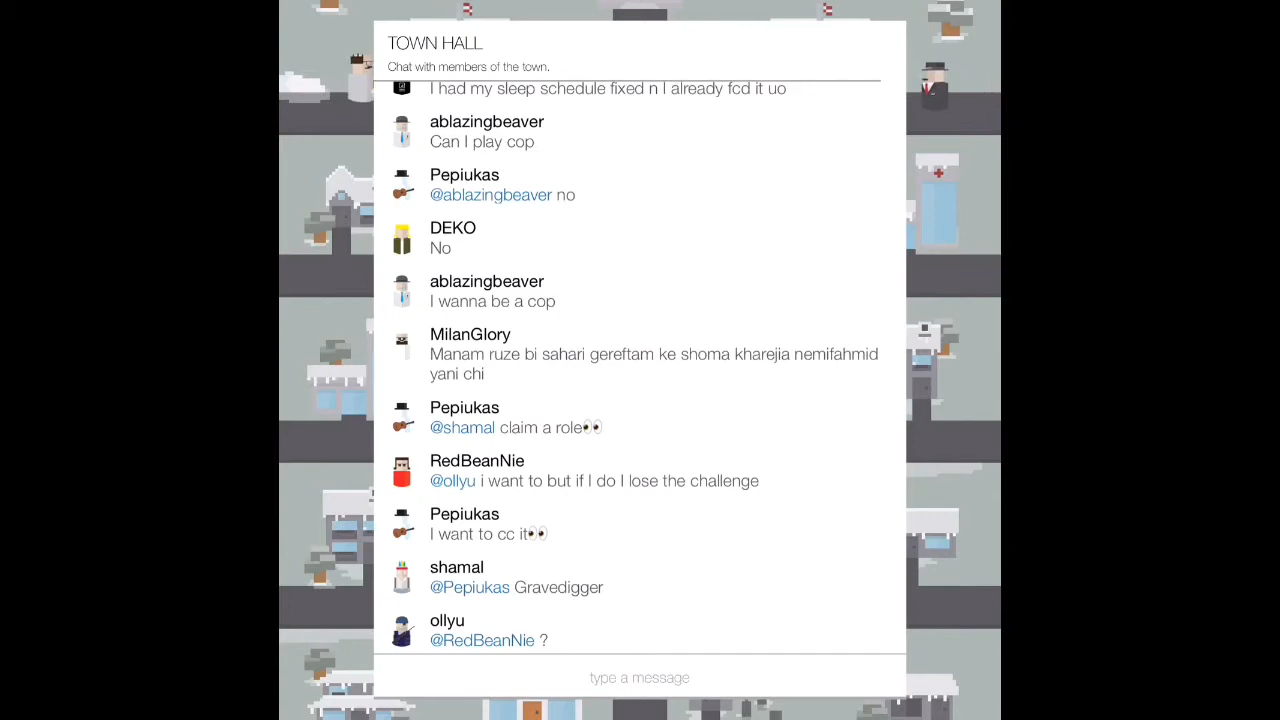 TOWN HALL
Chat with members of the town.
I had my sleep schedule fixed n I already fcd it uo
ablazingbeaver
Can I play cop
Pepiukas
@ablazingbeaver no
DEKO
No
ablazingbeaver
I wanna be a cop
MilanGlory
Manam ruze bi sahari gereftam ke shoma kharejia nemifahmid
yani chi
Pepiukas
@shamal claim a role👀
RedBeanNie
@ollyu i want to but if I do I lose the challenge
Pepiukas
I want to cc it👀
shamal
@Pepiukas Gravedigger
ollyu
@RedBeanNie ?
type a message